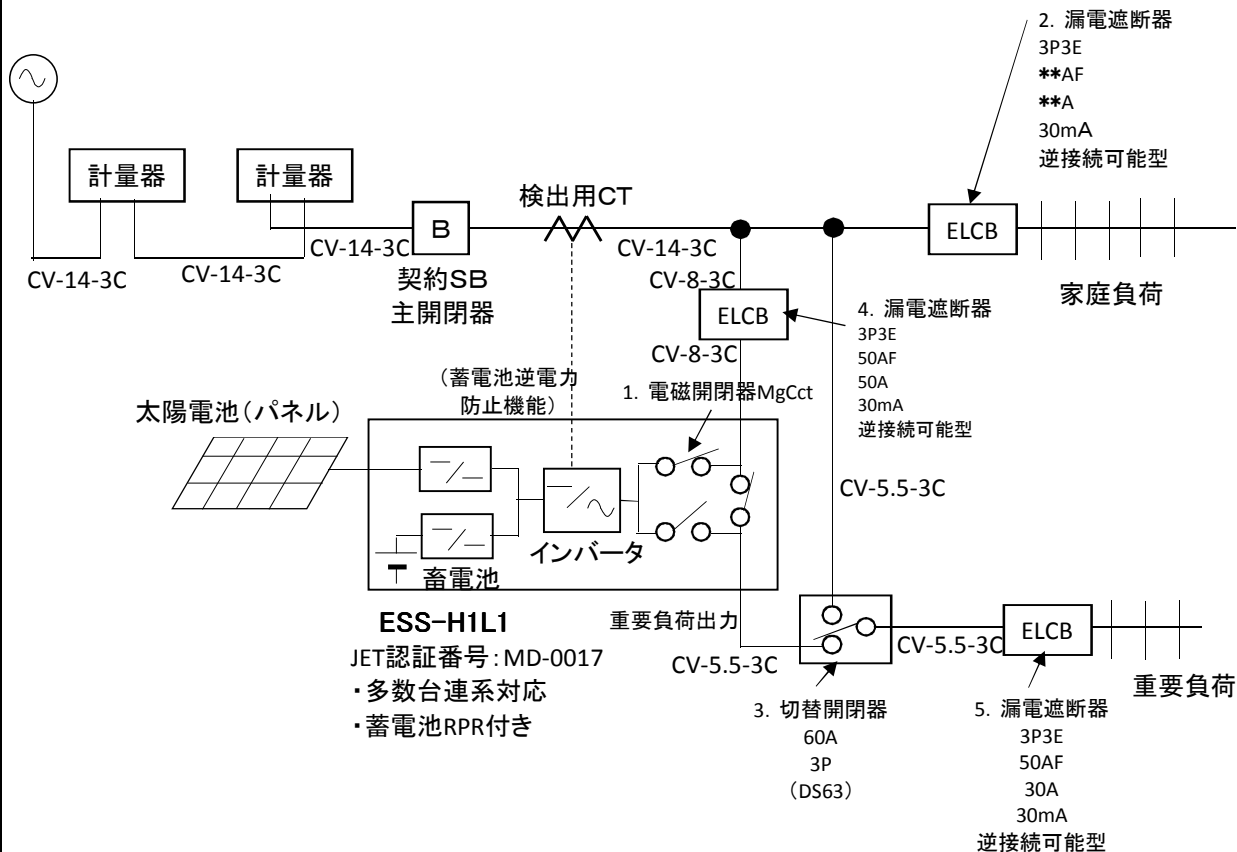 2. 漏電遮断器
3P3E
**AF
**A
30mA
逆接続可能型
計量器
計量器
検出用CT
B
ELCB
CV-14-3C
CV-14-3C
CV-14-3C
CV-14-3C
契約SB
主開閉器
CV-8-3C
家庭負荷
ELCB
4. 漏電遮断器
3P3E
50AF
50A
30mA
逆接続可能型
CV-8-3C
(蓄電池逆電力
防止機能)
1. 電磁開閉器MgCct
太陽電池(パネル)
CV-5.5-3C
インバータ
蓄電池
ESS-H1L1
JET認証番号:MD-0017
・多数台連系対応
・蓄電池RPR付き
重要負荷出力
CV-5.5-3C
CV-5.5-3C
ELCB
重要負荷
3. 切替開閉器
60A
3P
(DS63)
5. 漏電遮断器
3P3E
50AF
30A
30mA
逆接続可能型